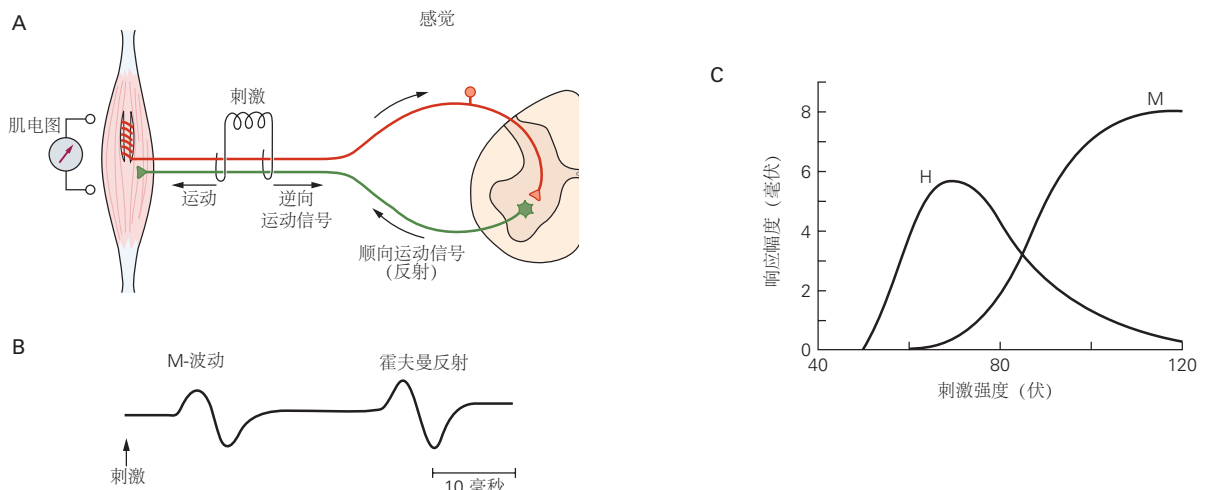 A
感觉
刺激
肌电图
运动
逆向
运动信号
顺向运动信号
(反射)
B
M-波动
霍夫曼反射
刺激
10 毫秒
C
响应幅度 (毫伏)
8
6
4
2
0
H
M
40
80
120
刺激强度 (伏)